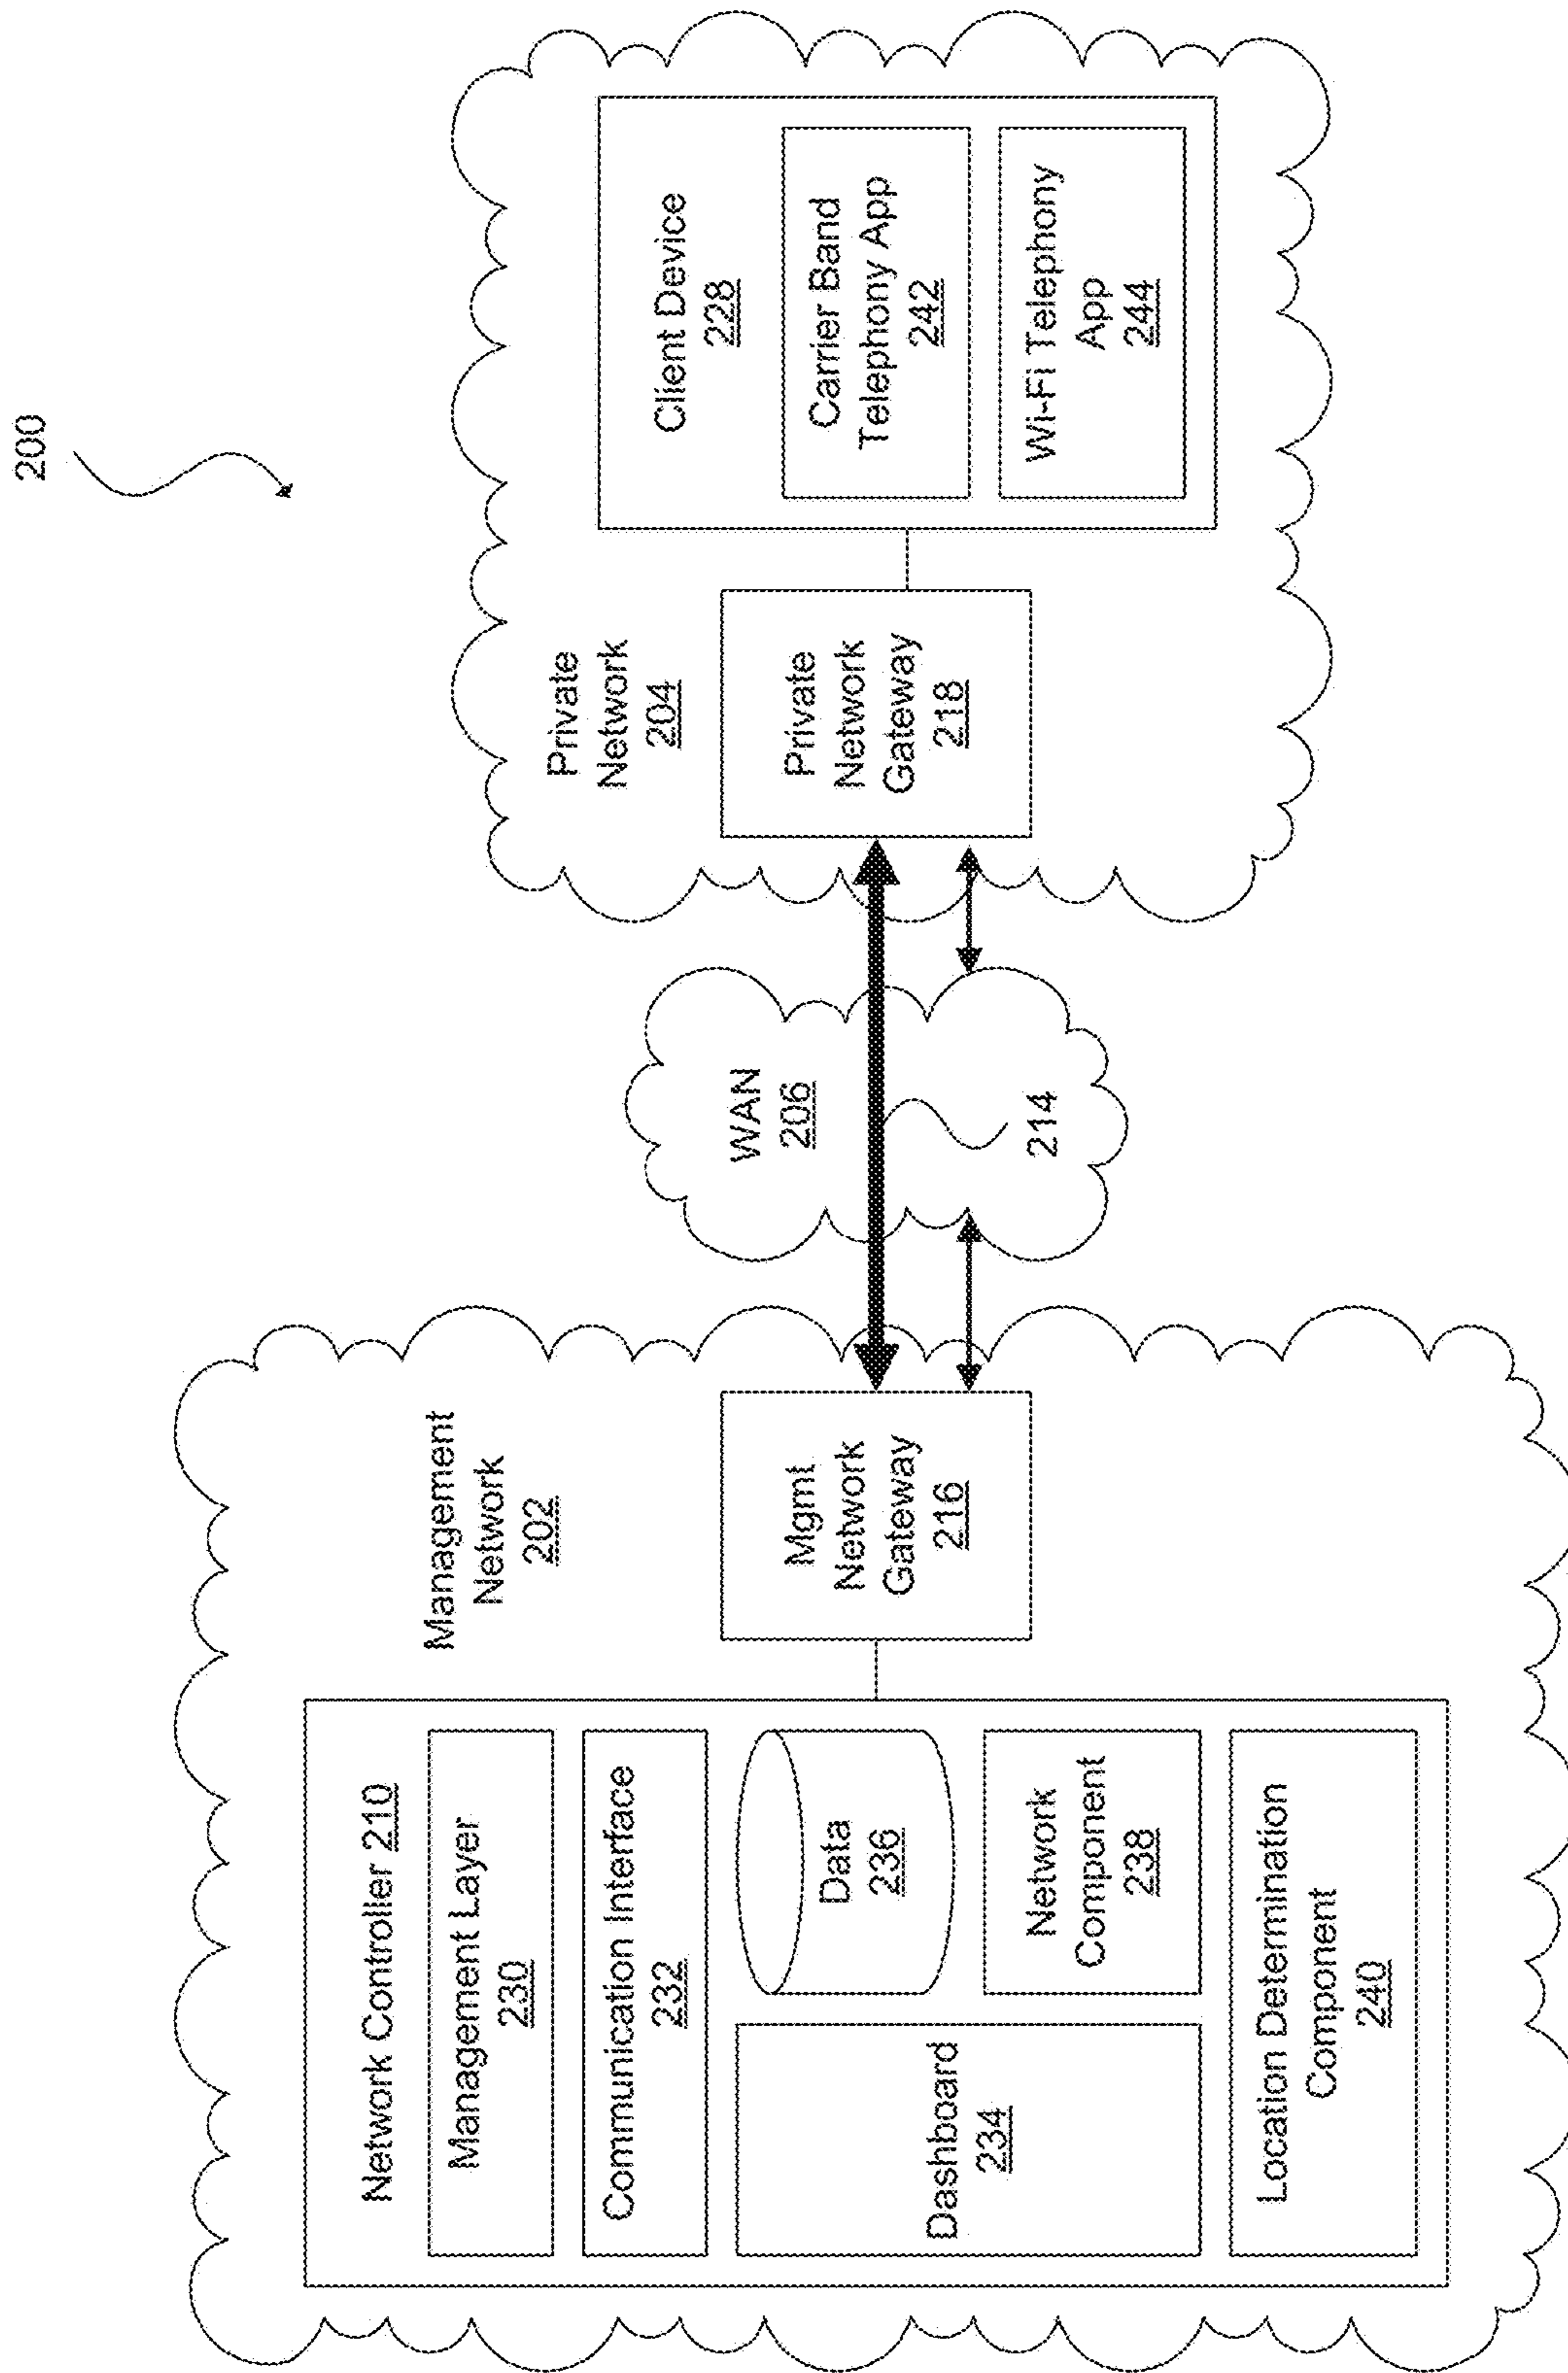 200
Management
Network
202
Network Controller 210
Management Layer
230
Communication Interface
232
Dashboard
234
Data
236
Network
Component
238
Location Determination
Component
240
Mgmt
Network
Gateway
216
WAN
206
214
Private
Network
204
Private
Network
Gateway
218
Client Device
228
Carrier Band
Telephony App
242
Wi-Fi Telephony
App
244